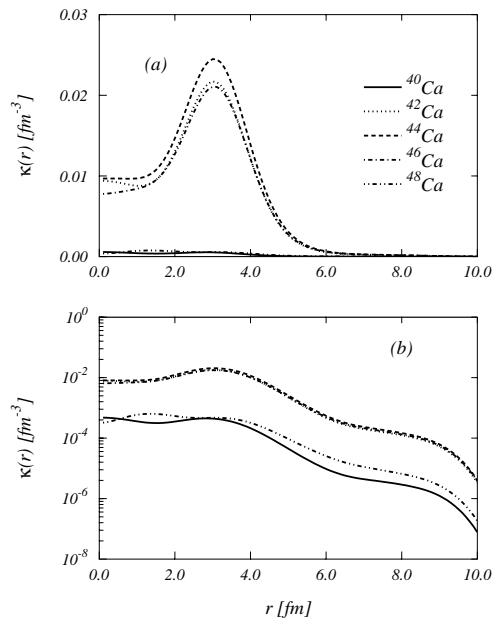 0.03
0.02
0.01
0.00
κ(r) [fm⁻³]
(a)
⁴⁰Ca
⁴²Ca
⁴⁴Ca
⁴⁶Ca
⁴⁸Ca
0.0 2.0 4.0 6.0 8.0 10.0
10⁰
10⁻²
10⁻⁴
10⁻⁶
10⁻⁸
κ(r) [fm⁻³]
(b)
0.0 2.0 4.0 6.0 8.0 10.0
r [fm]